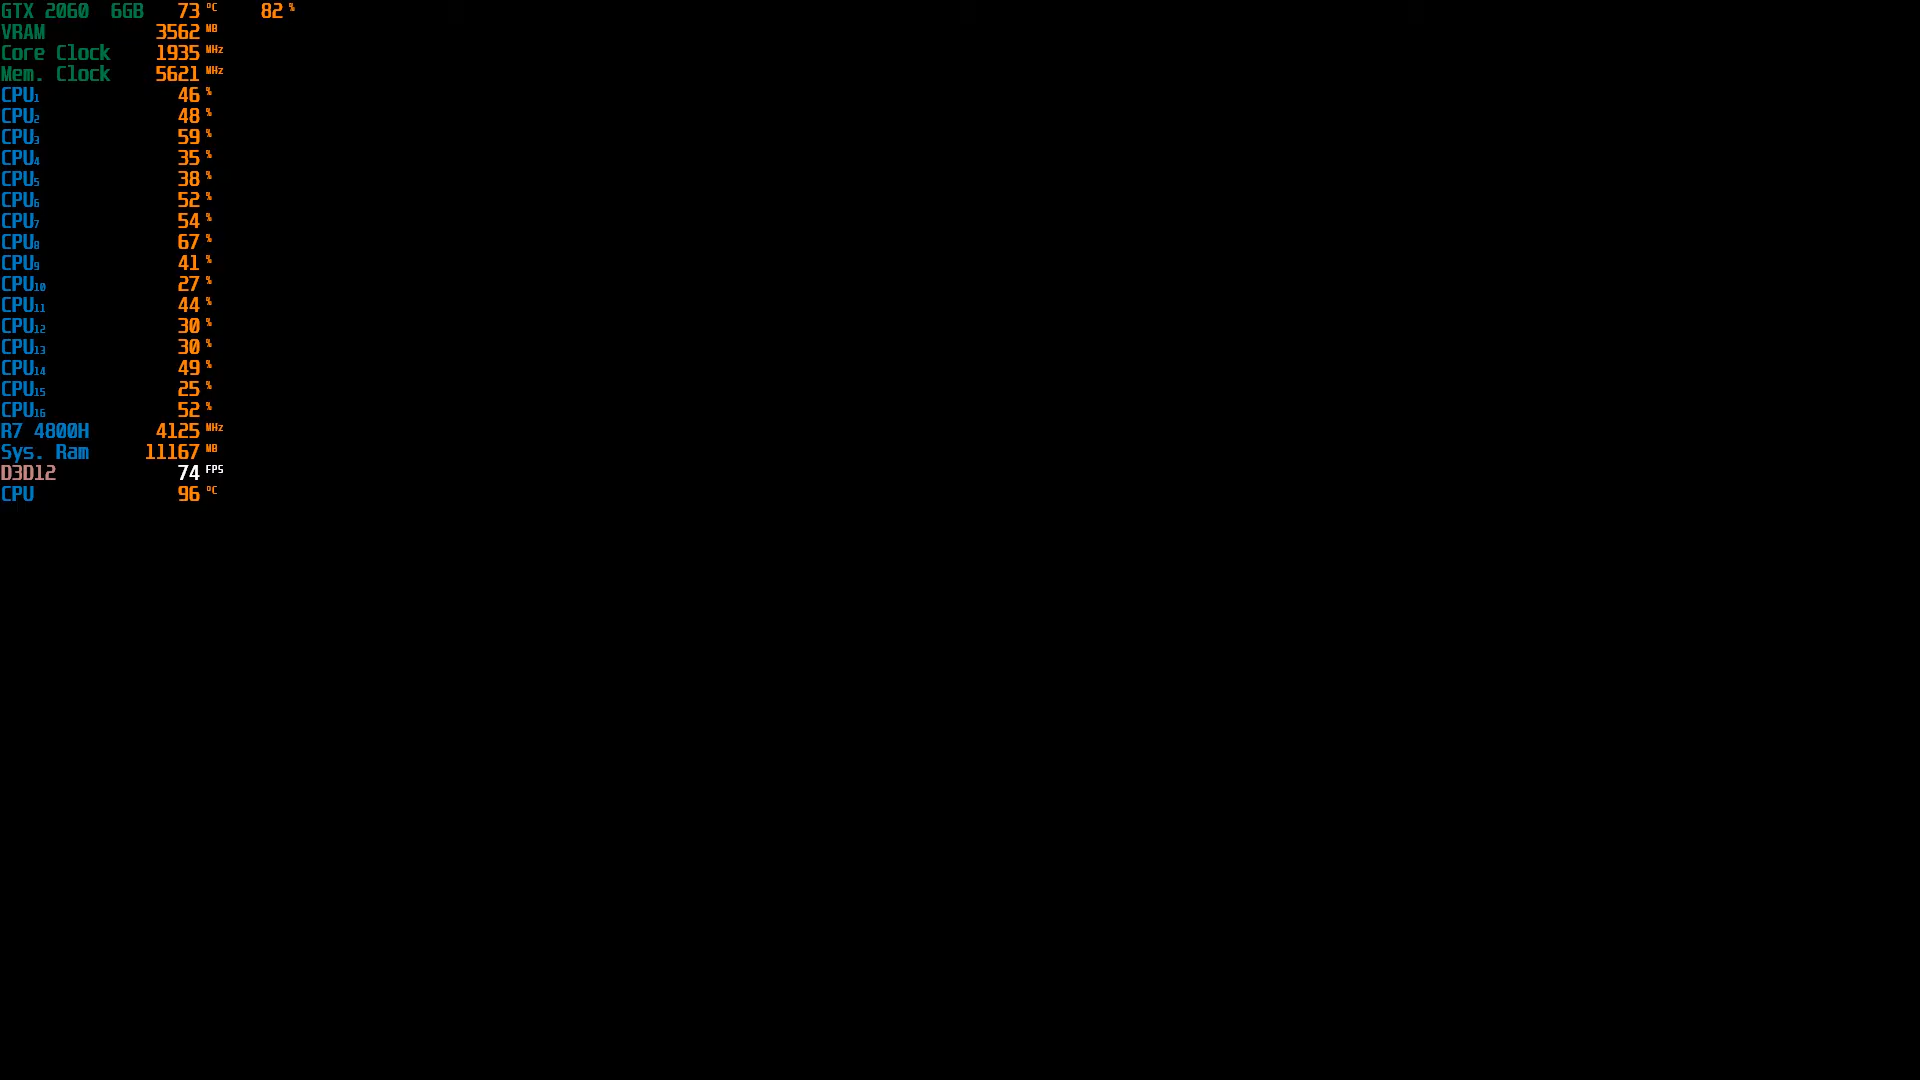 GTX 2060 6GB 73 °C 82 %
VRAM 3562 MB
Core Clock 1935 MHz
Mem. Clock 5621 MHz
CPU1 46 %
CPU2 48 %
CPU3 59 %
CPU4 35 %
CPU5 38 %
CPU6 52 %
CPU7 54 %
CPU8 67 %
CPU9 41 %
CPU10 27 %
CPU11 44 %
CPU12 30 %
CPU13 30 %
CPU14 49 %
CPU15 25 %
CPU16 52 %
R7 4800H 4125 MHz
Sys. Ram 11167 MB
D3D12 74 FPS
CPU 96 °C